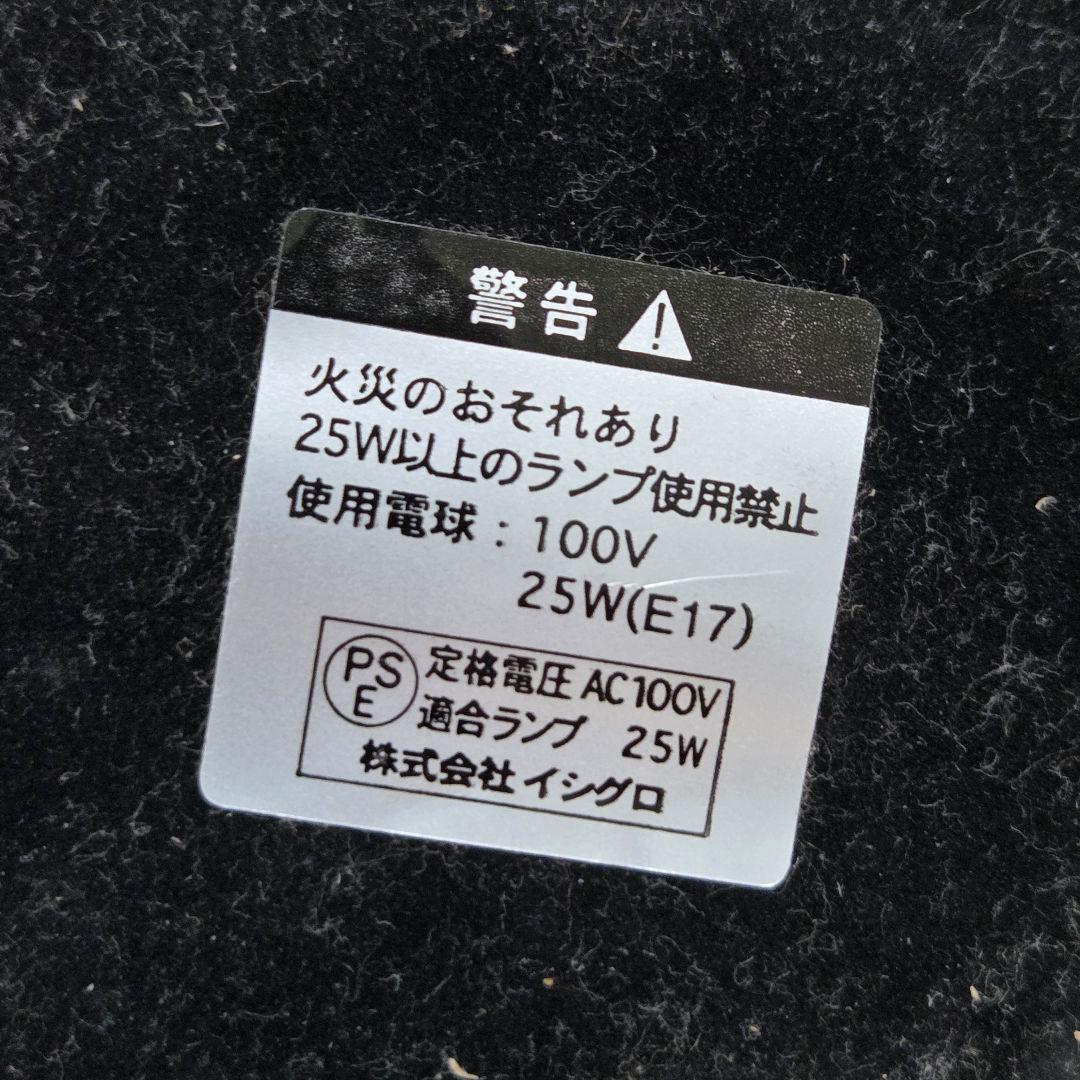 警告
火災のおそれあり
25W以上のランプ使用禁止
使用電球：100V
25W(E17)
PS
E
定格電圧 AC100V
適合ランプ 25W
株式会社イシグロ